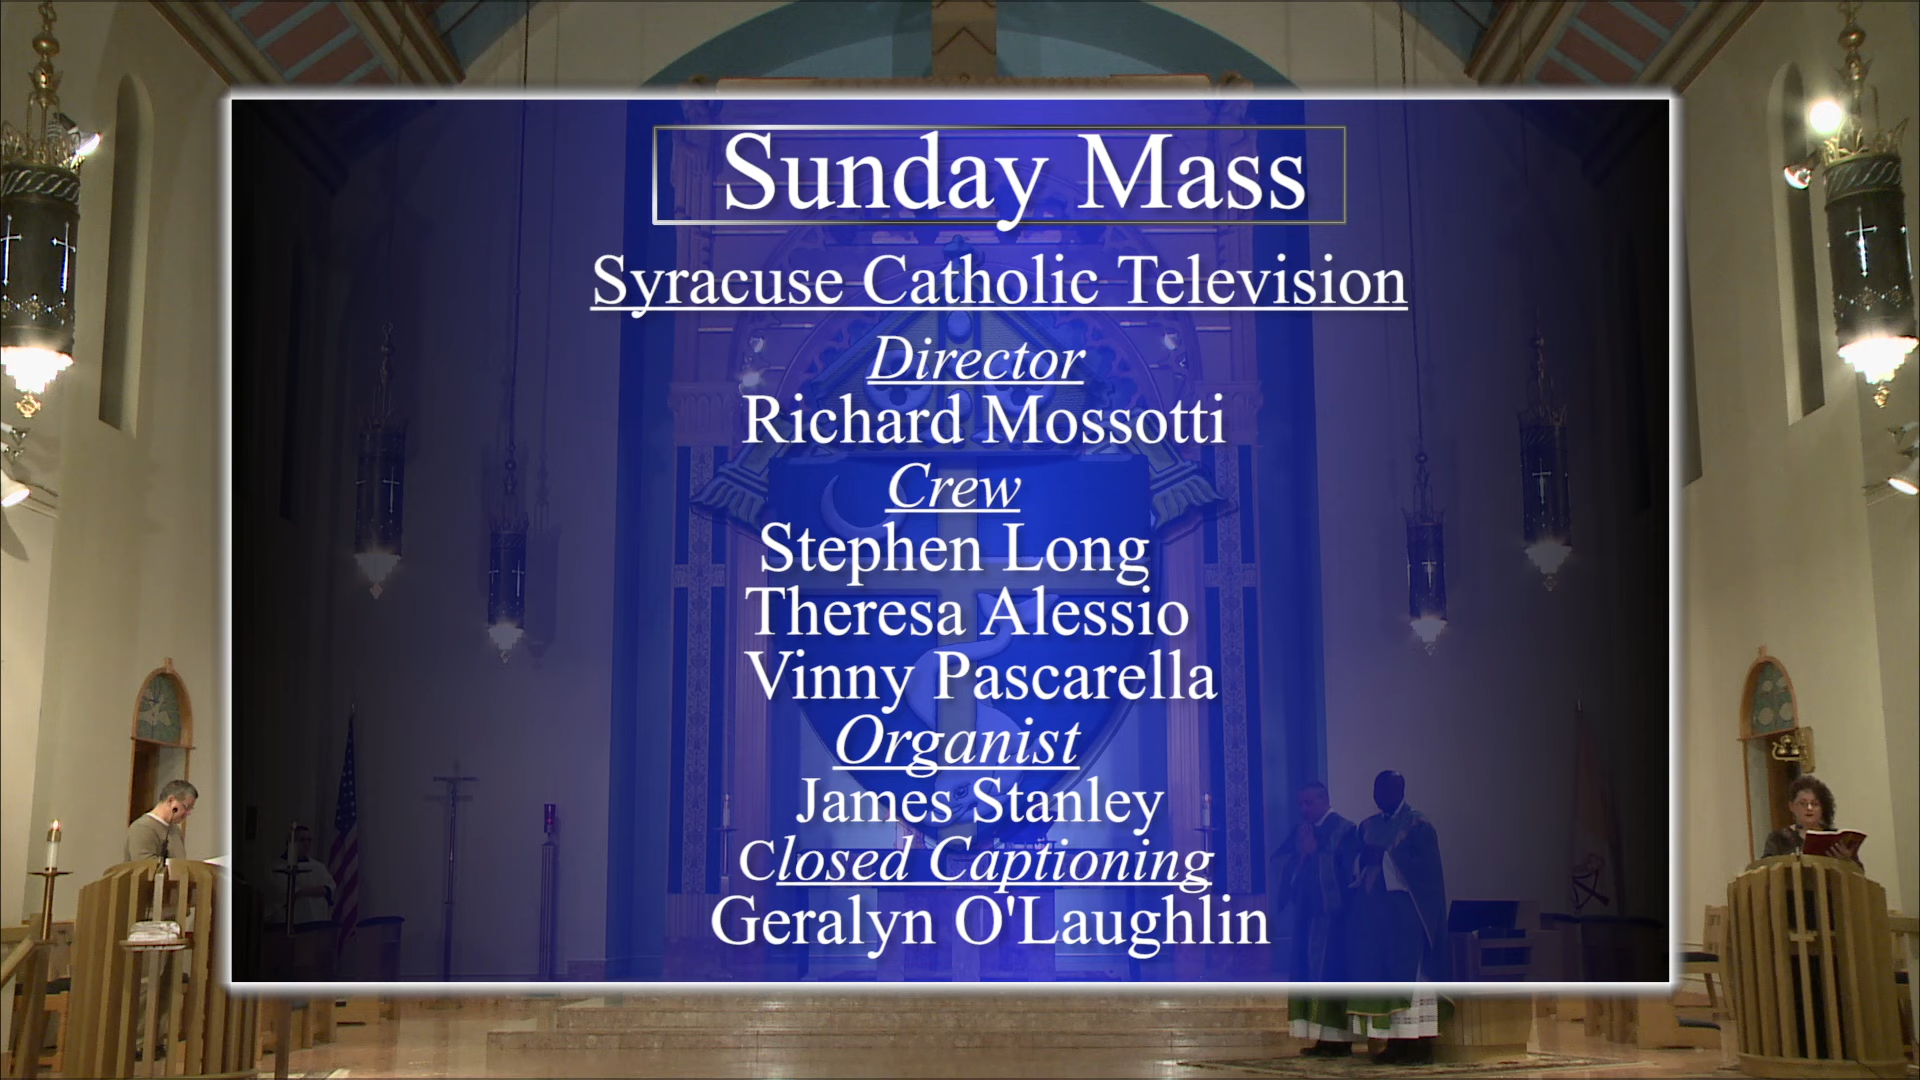 Sunday Mass
Syracuse Catholic Television
Director
Richard Mossotti
Crew
Stephen Long
Theresa Alessio
Vinny Pascarella
Organist
James Stanley
Closed Captioning
Geralyn O'Laughlin